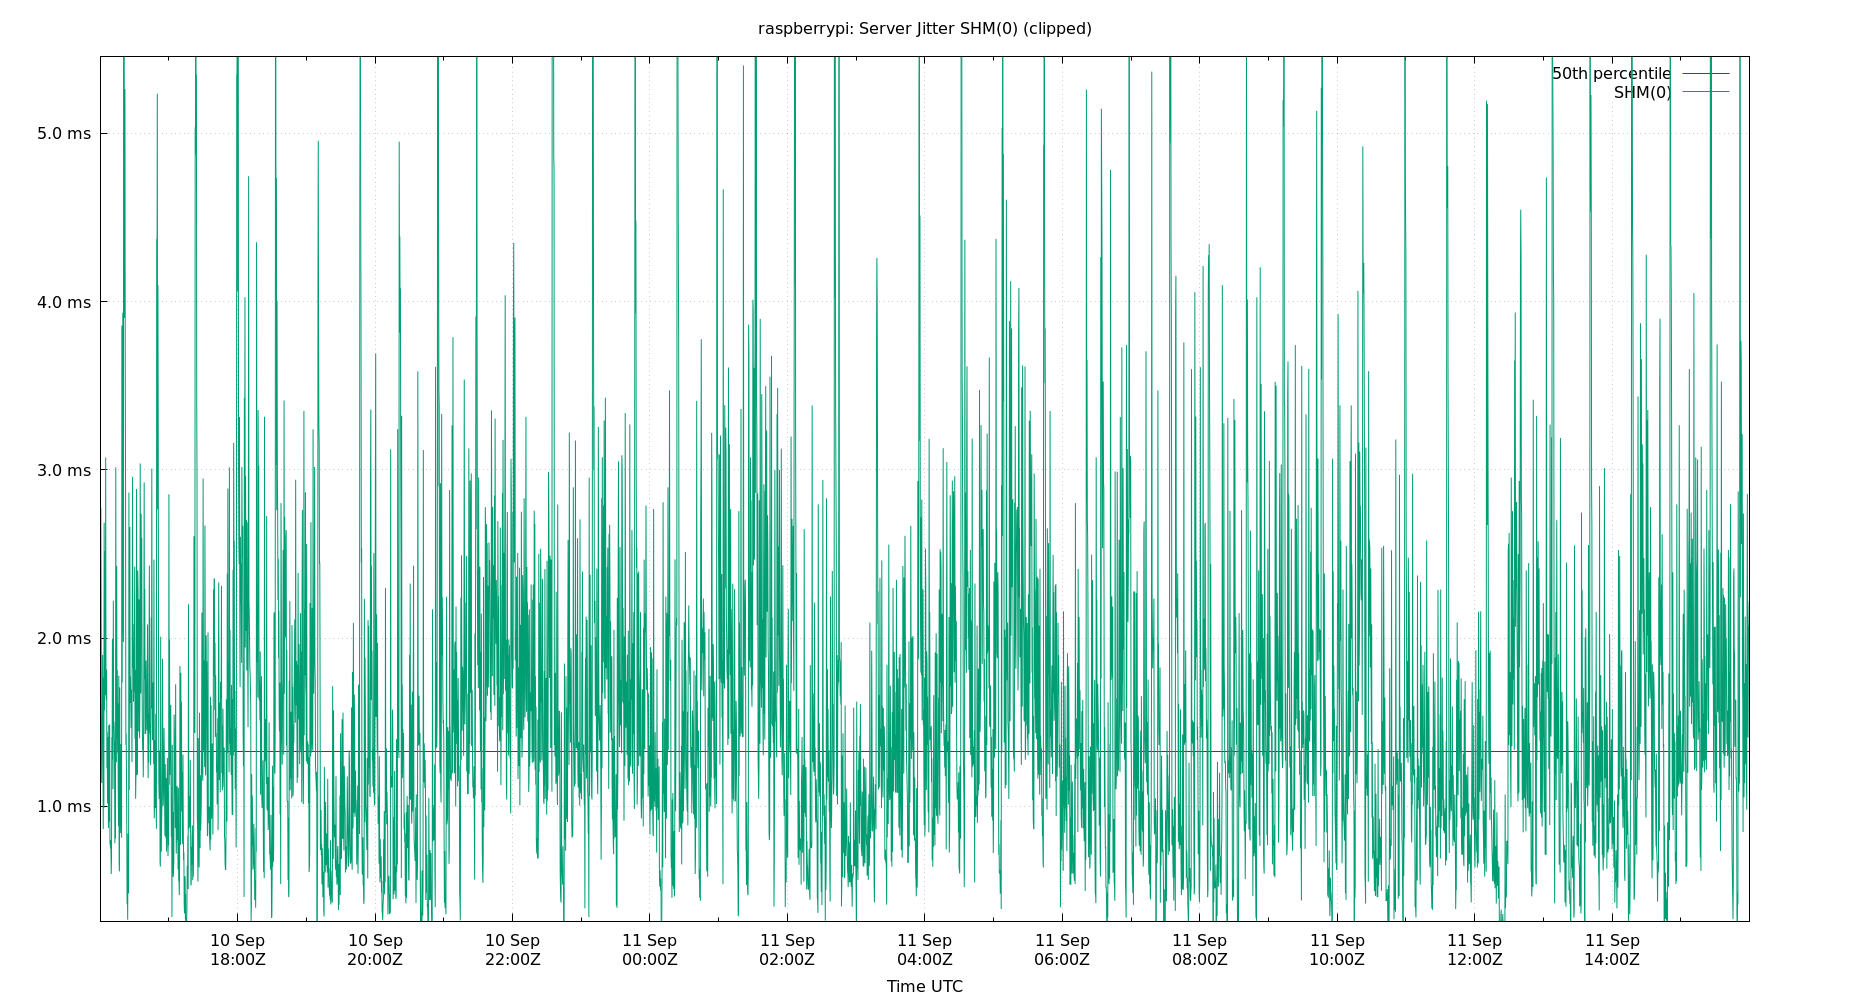 raspberrypi: Server Jitter SHM(0) (clipped)
50th percentile
SHM(0)
5.0 ms
4.0 ms
3.0 ms
2.0 ms
1.0 ms
10 Sep 10 Sep 10 Sep 11 Sep 11 Sep 11 Sep 11 Sep 11 Sep 11 Sep 11 Sep 11 Sep
18:00Z 20:00Z 22:00Z 00:00Z 02:00Z 04:00Z 06:00Z 08:00Z 10:00Z 12:00Z 14:00Z
Time UTC